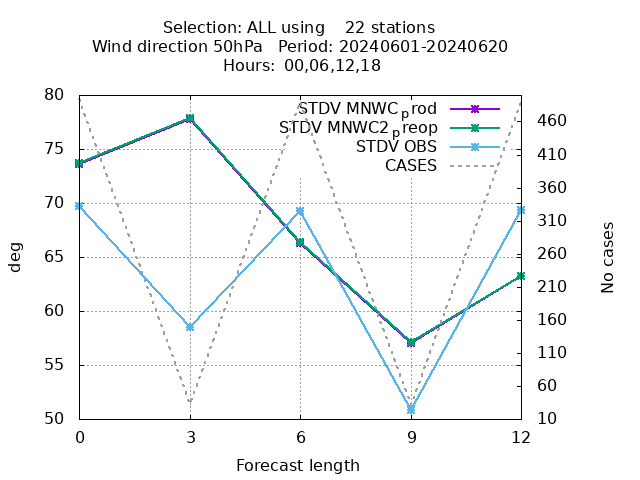 Selection: ALL using    22 stations
Wind direction 50hPa   Period: 20240601-20240620
Hours: 00,06,12,18
STDV MNWC_prod
STDV MNWC2_preop
STDV OBS
CASES
80
75
70
65
60
55
50
deg
460
410
360
310
260
210
160
110
60
10
No cases
0 3 6 9 12
Forecast length